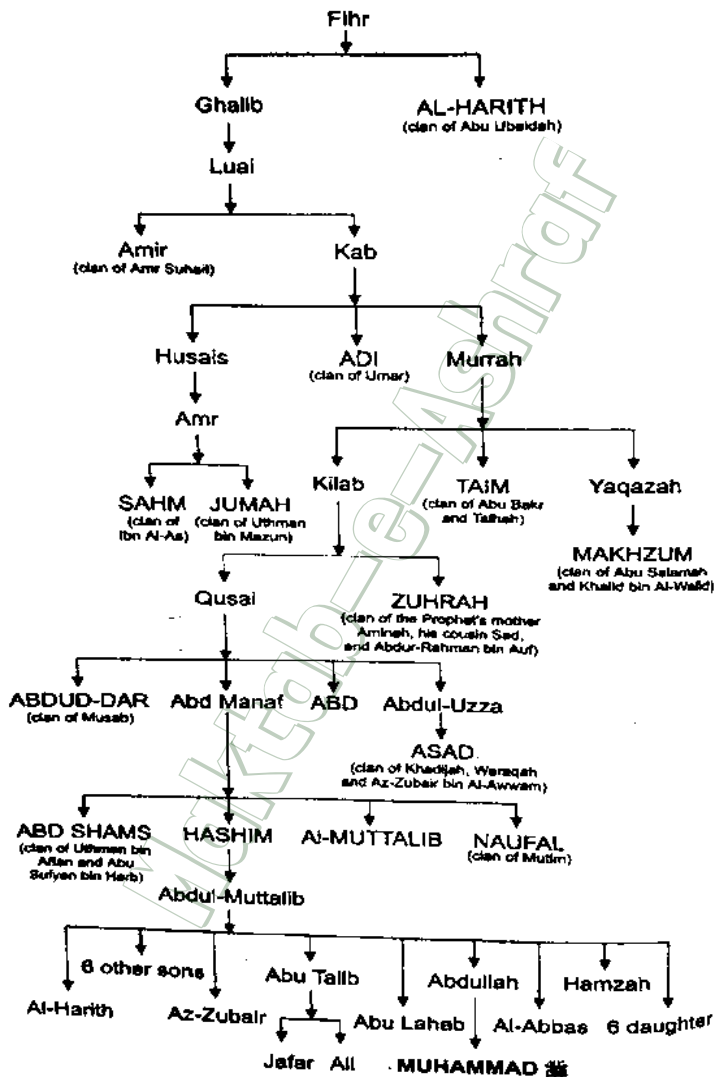 Fihr
Ghalib
AL-HARITH
(clan of Abu Ubaidah)
Luai
Amir
(clan of Amr Suhail)
Kab
Husais
ADI
(clan of Umar)
Murrah
Amr
SAHM
(clan of
Ibn Al-As)
JUMAH
(clan of Uthman
bin Mazun)
Kilab
TAIM
(clan of Abu Bakr
and Talhah)
Yaqazah
MAKHZUM
(clan of Abu Salamah
and Khalid bin Al-Walid)
Qusai
ZUHRAH
(clan of the Prophet's mother
Aminah, his cousin Sad,
and Abdur-Rahman bin Auf)
ABDUD-DAR
(clan of Musab)
Abd Manaf
ABD
Abdul-Uzza
ASAD
(clan of Khadijah, Waraqah
and Az-Zubair bin Al-Awwam)
ABD SHAMS
(clan of Uthman bin
Affan and Abu
Sufyan bin Harb)
HASHIM
Al-MUTTALIB
NAUFAL
(clan of Mutim)
Abdul-Muttalib
Al-Harith
6 other sons
Az-Zubair
Abu Talib
Abu Lahab
Abdullah
Al-Abbas
Hamzah
6 daughter
Jafar
Ali
MUHAMMAD ﷺ
Maktab-e-Ashraf